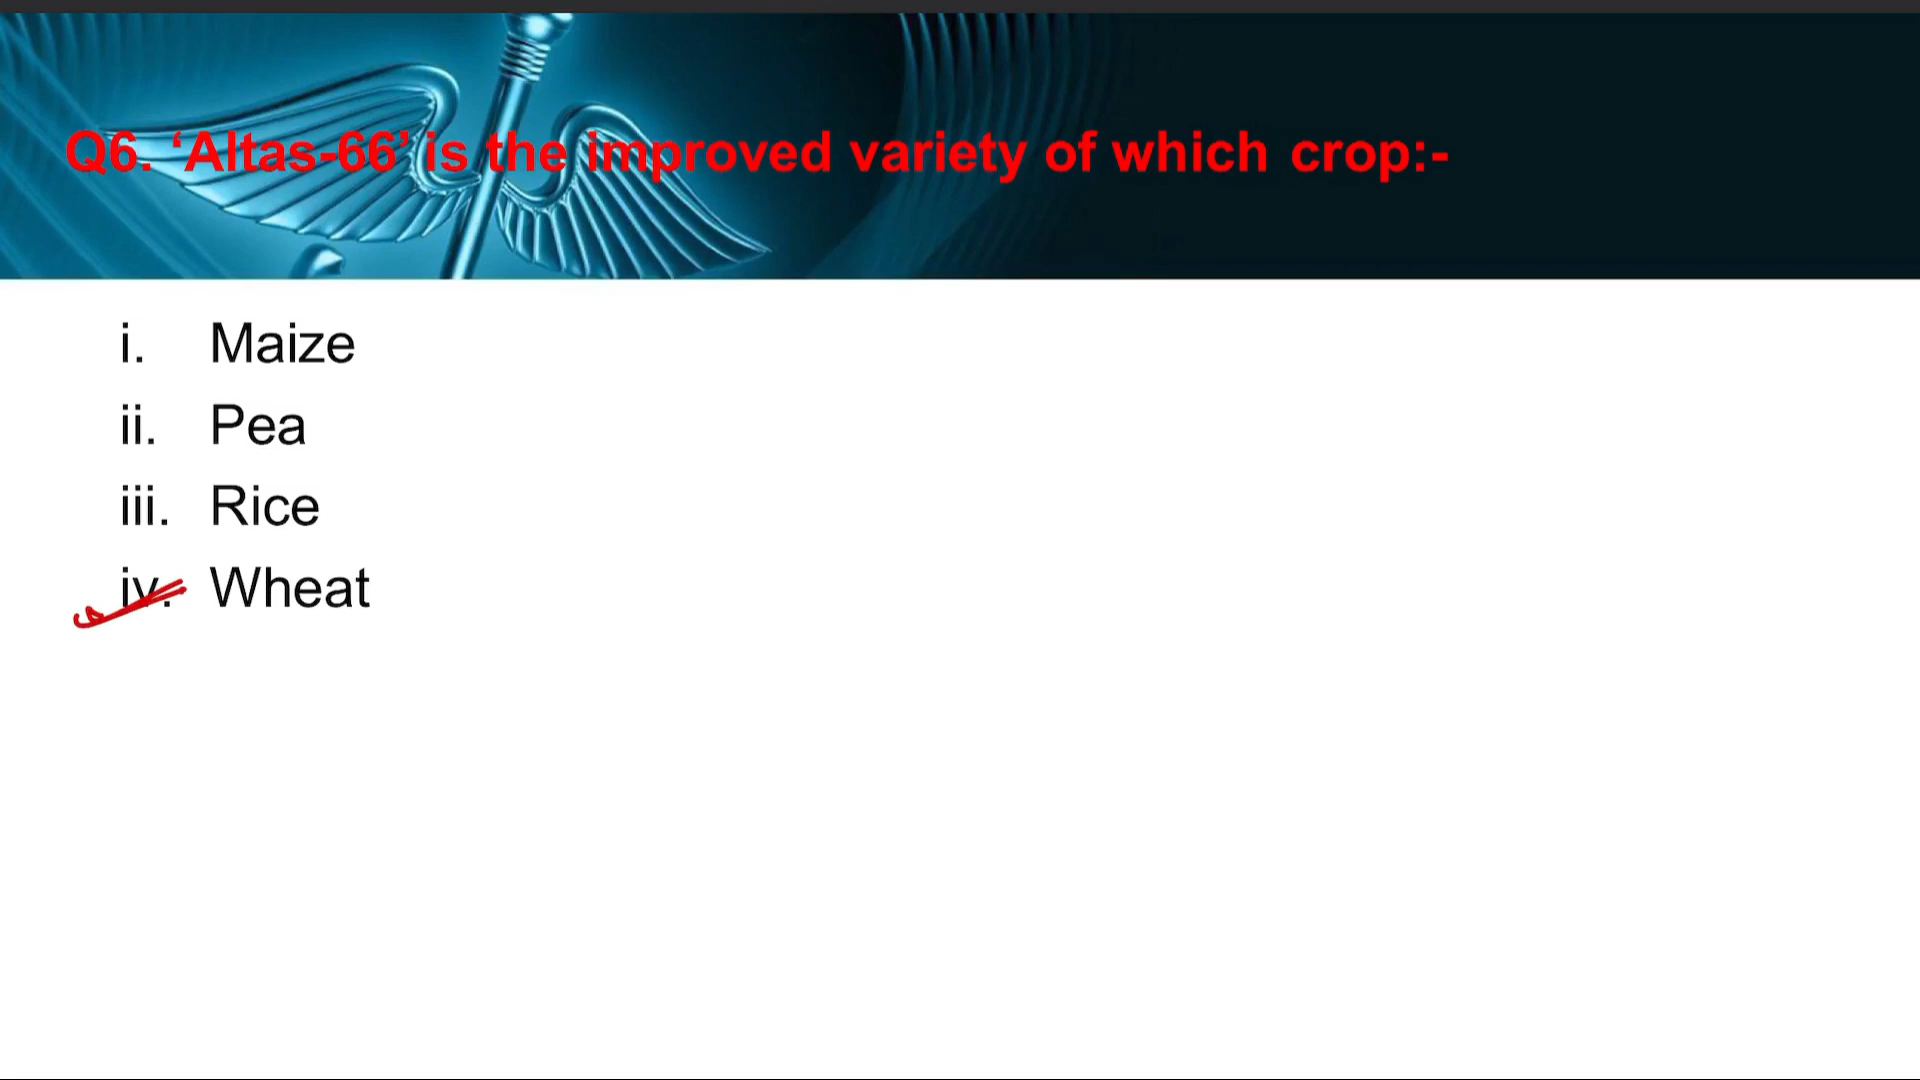 Q6. ‘Altas-66’ is the improved variety of which crop:-
i. Maize
ii. Pea
iii. Rice
iv. Wheat